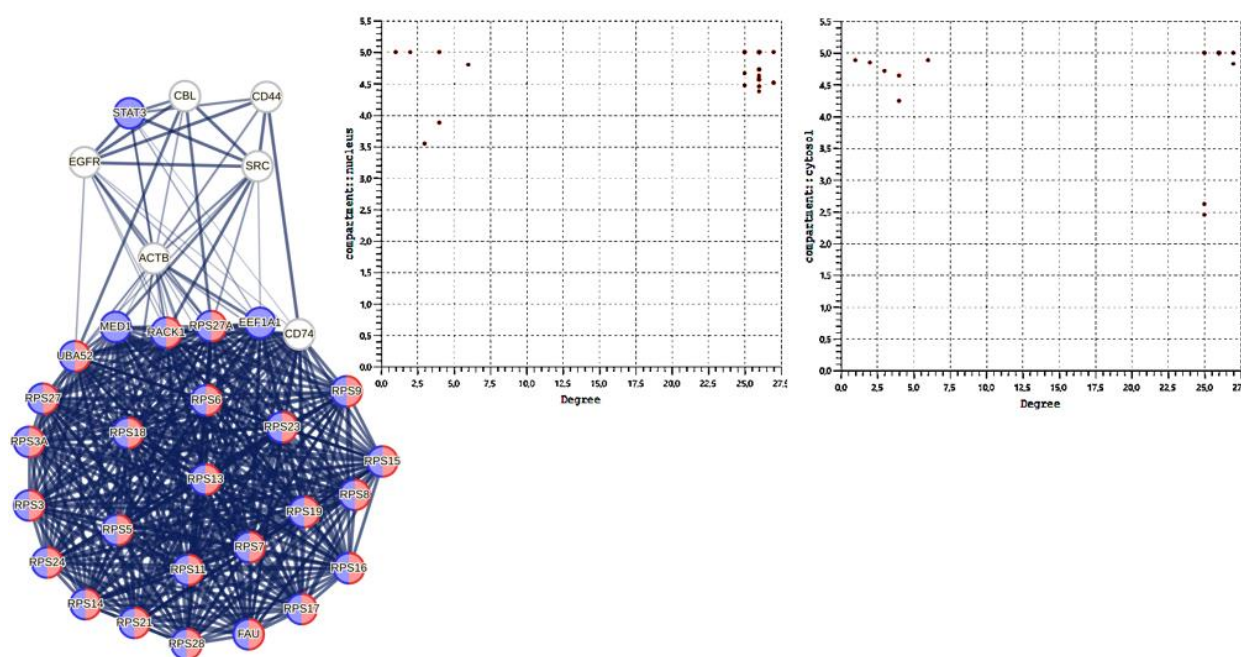 CBL
CD44
STAT3
EGFR
SRC
ACTB
MED1
RACK1
RPS27A
EEF1A1
CD74
UBA52
RPS27
RPS6
RPS9
RPS3A
RPS18
RPS23
RPS15
RPS13
RPS3
RPS8
RPS19
RPS5
RPS7
RPS24
RPS11
RPS16
RPS14
RPS17
RPS21
RPS28
FAU
compartment::nucleus
5,5
5,0
4,5
4,0
3,5
3,0
2,5
2,0
1,5
1,0
0,5
0,0
0,0 2,5 5,0 7,5 10,0 12,5 15,0 17,5 20,0 22,5 25,0 27,5
Degree
compartment::cytosol
5,5
5,0
4,5
4,0
3,5
3,0
2,5
2,0
1,5
1,0
0,5
0,0
0,0 2,5 5,0 7,5 10,0 12,5 15,0 17,5 20,0 22,5 25,0 27,5
Degree